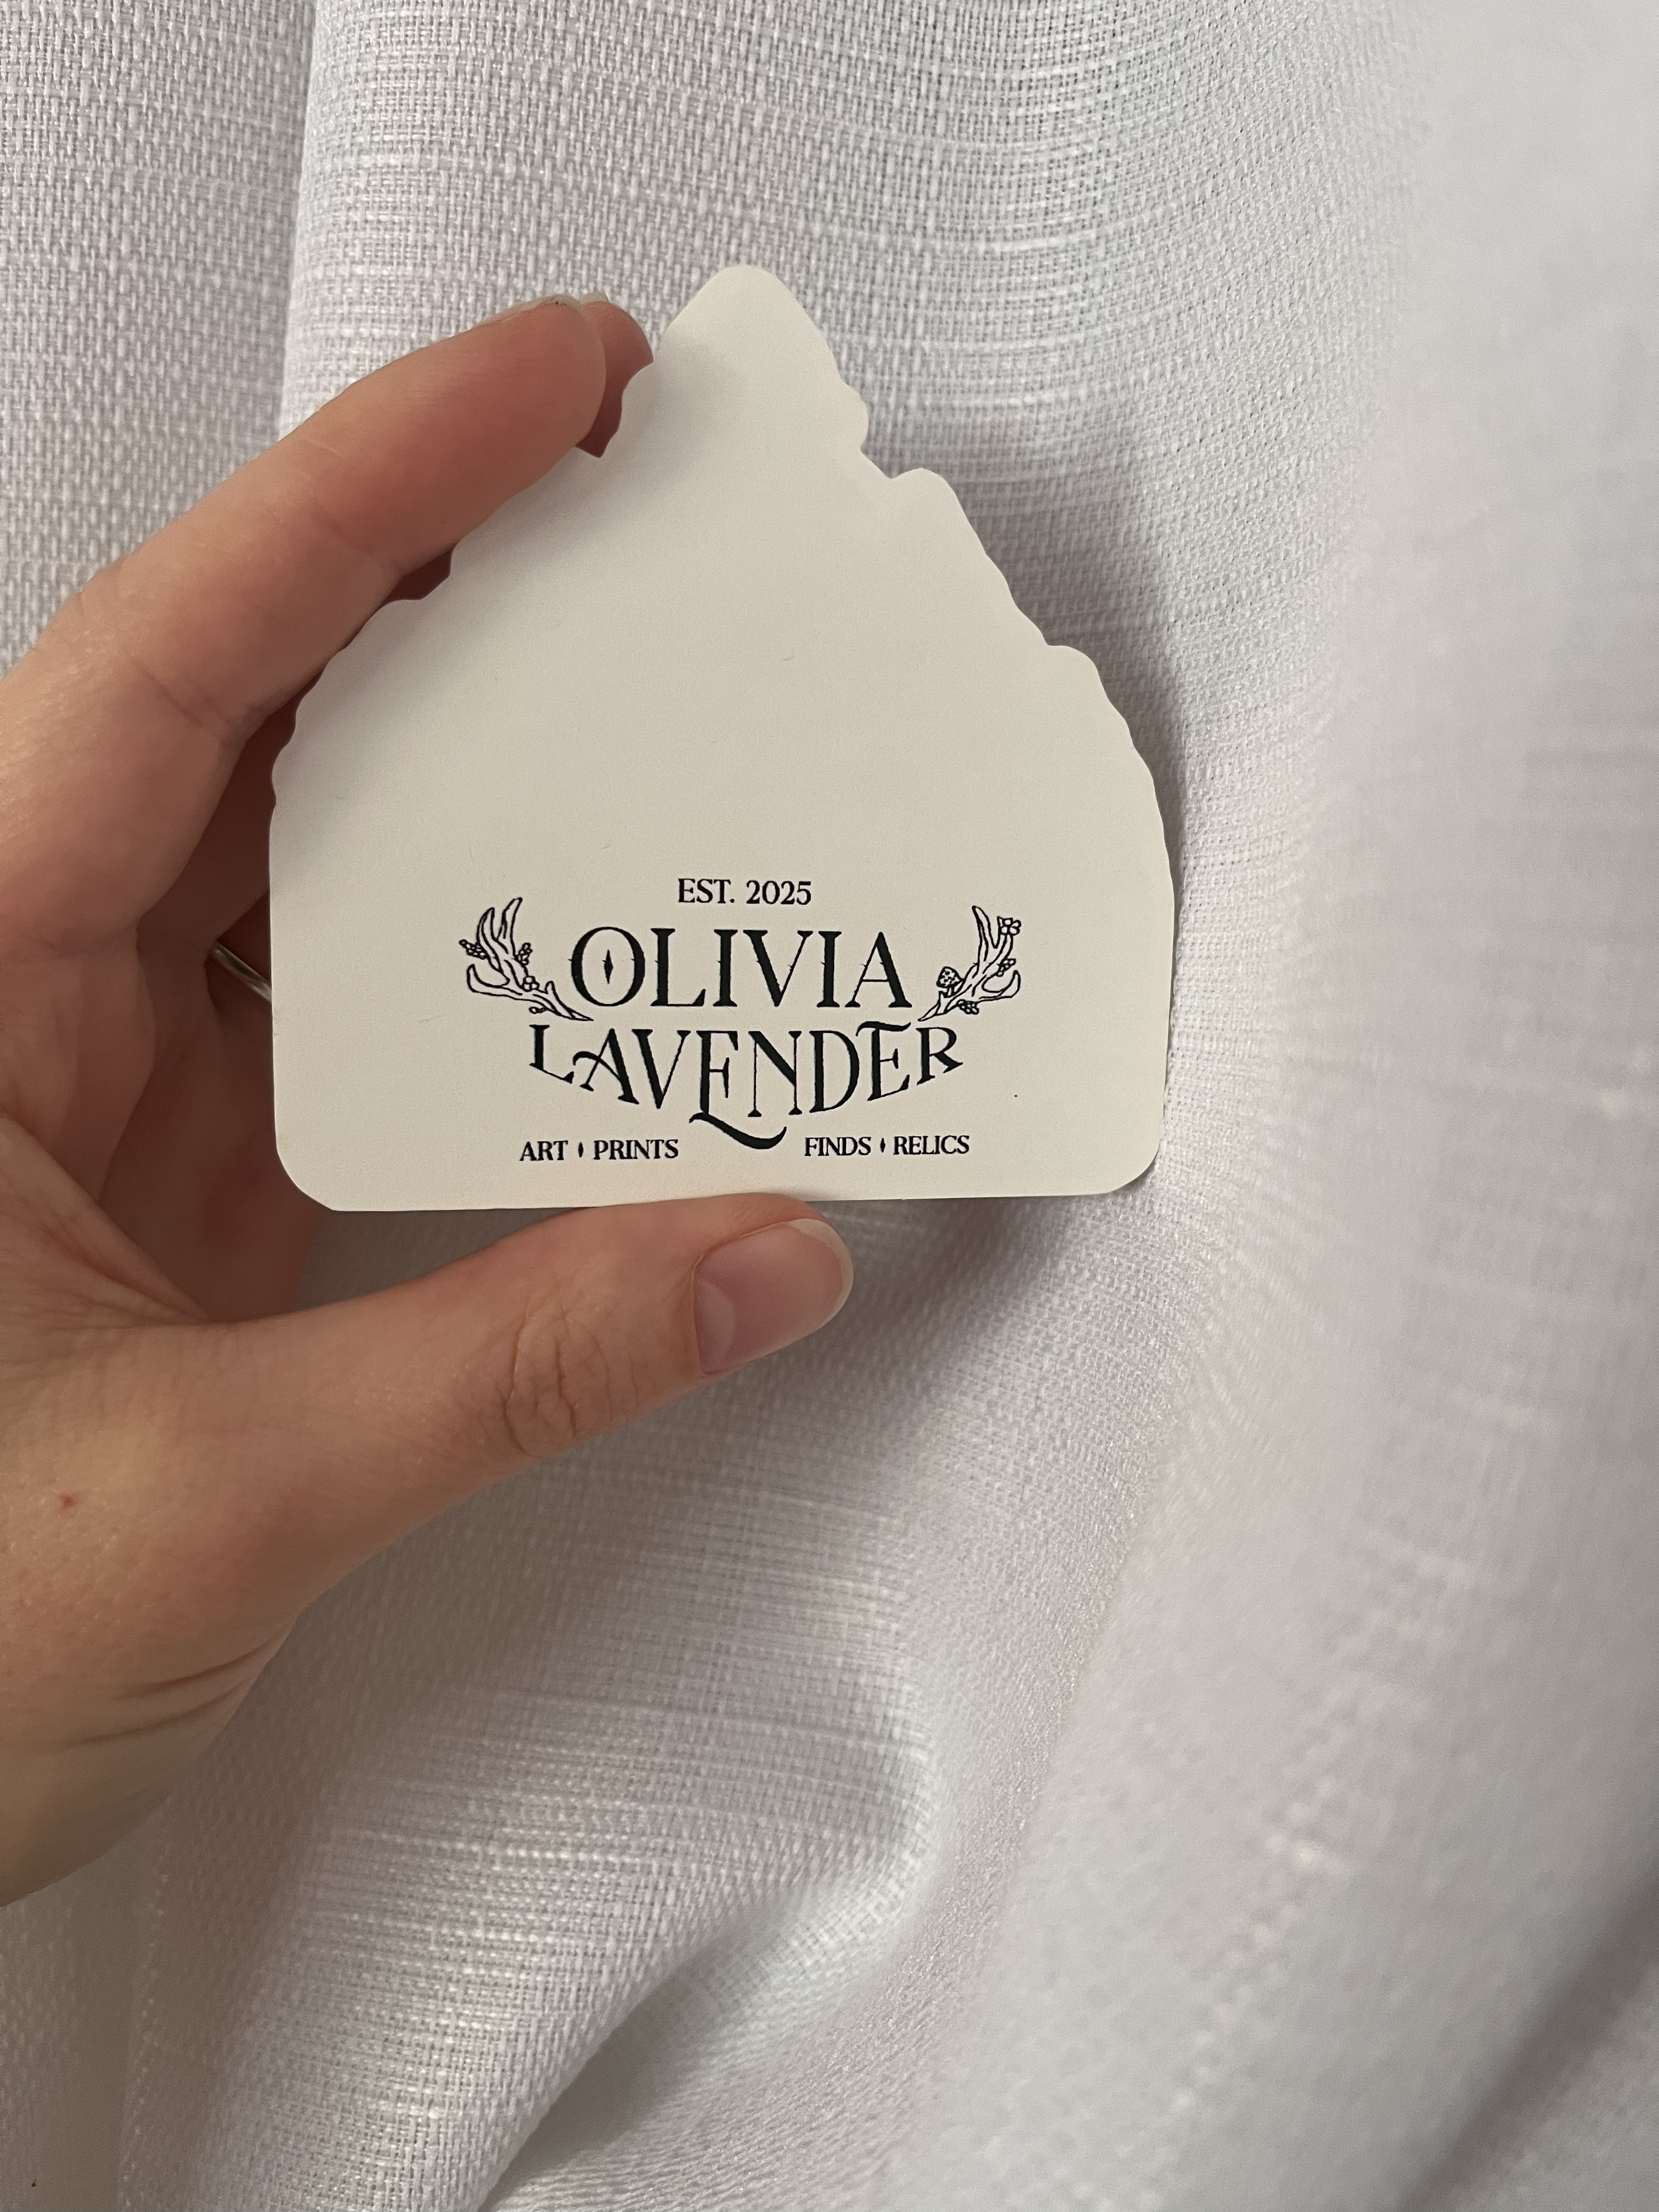 EST. 2025
OLIVIA
LAVENDER
ART ♦ PRINTS FINDS ♦ RELICS